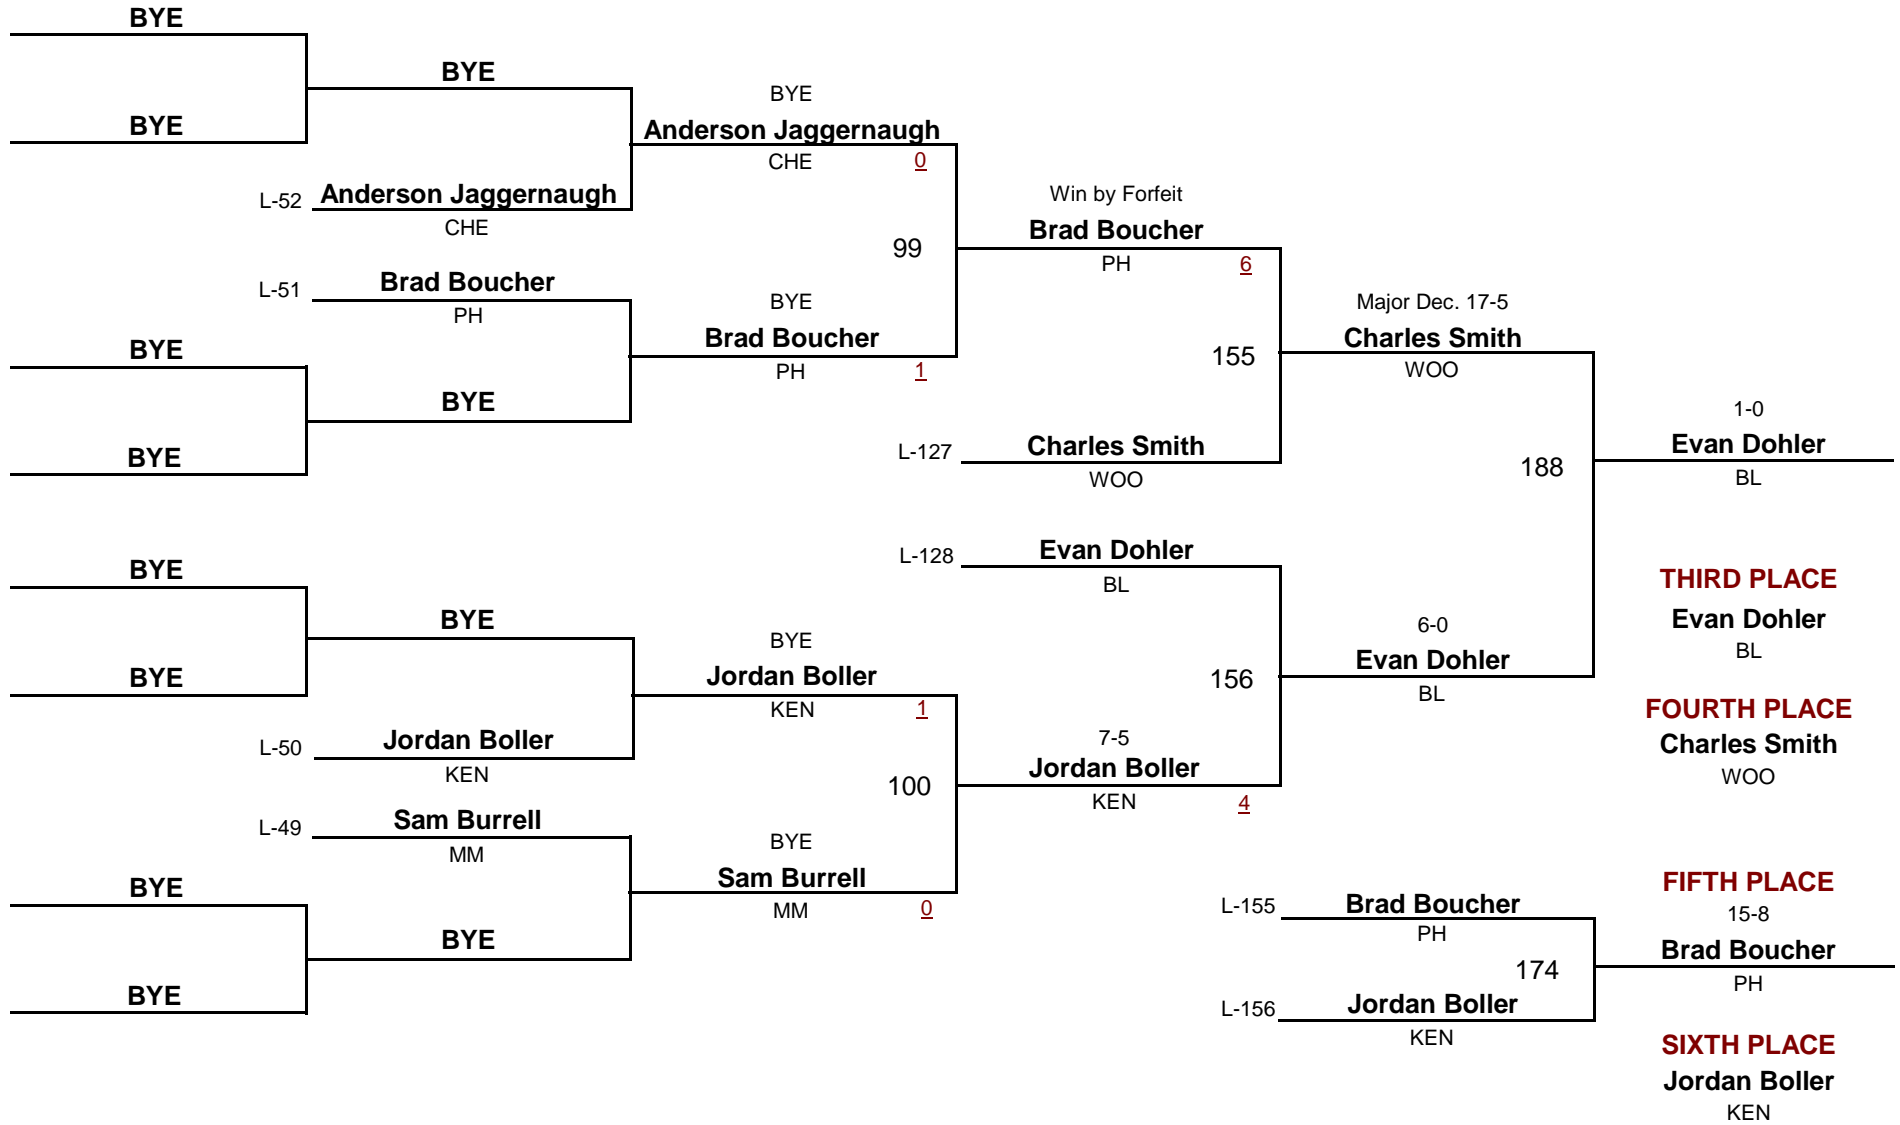 BYE
BYE
BYE
BYE
Anderson Jaggernaugh
BYE
CHE
0
L-52
Anderson Jaggernaugh
CHE
Win by Forfeit
Brad Boucher
PH
6
99
L-51
Brad Boucher
PH
BYE
Brad Boucher
PH
1
BYE
BYE
BYE
Major Dec. 17-5
Charles Smith
WOO
155
L-127
Charles Smith
WOO
188
1-0
Evan Dohler
BL
L-128
Evan Dohler
BL
BYE
BYE
BYE
BYE
Jordan Boller
KEN
1
L-50
Jordan Boller
KEN
156
6-0
Evan Dohler
BL
THIRD PLACE
Evan Dohler
BL
FOURTH PLACE
Charles Smith
WOO
7-5
Jordan Boller
KEN
4
100
L-49
Sam Burrell
MM
BYE
Sam Burrell
MM
0
BYE
BYE
BYE
L-155
Brad Boucher
PH
174
L-156
Jordan Boller
KEN
FIFTH PLACE
15-8
Brad Boucher
PH
SIXTH PLACE
Jordan Boller
KEN